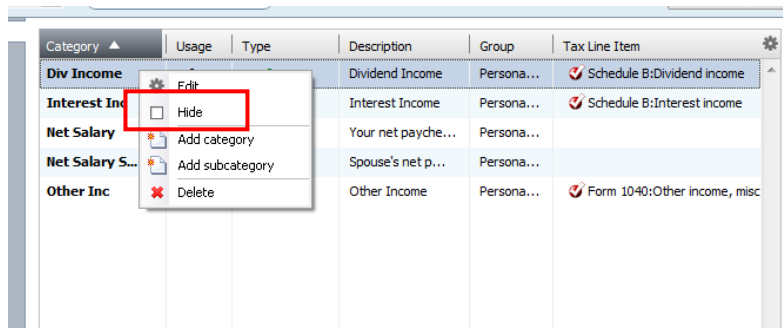 Category Usage Type Description Group Tax Line Item
Div Income Dividend Income Persona... Schedule B:Dividend income
Edit
Interest Inc Interest Income Persona... Schedule B:Interest income
Hide
Net Salary Your net payche... Persona...
Add category
Net Salary S... Spouse's net p... Persona...
Add subcategory
Other Inc Other Income Persona... Form 1040:Other income, misc
Delete